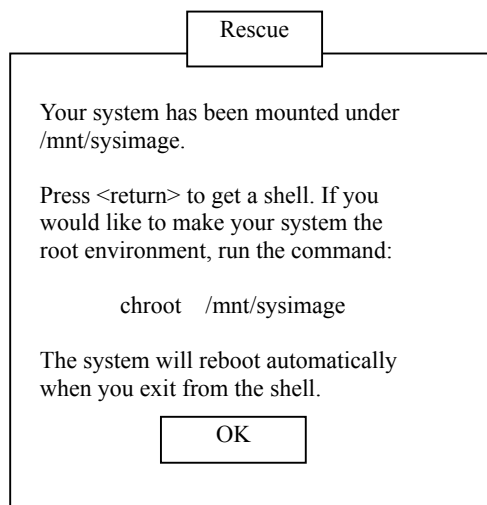 Rescue
Your system has been mounted under
/mnt/sysimage.
Press <return> to get a shell. If you
would like to make your system the
root environment, run the command:
chroot /mnt/sysimage
The system will reboot automatically
when you exit from the shell.
OK